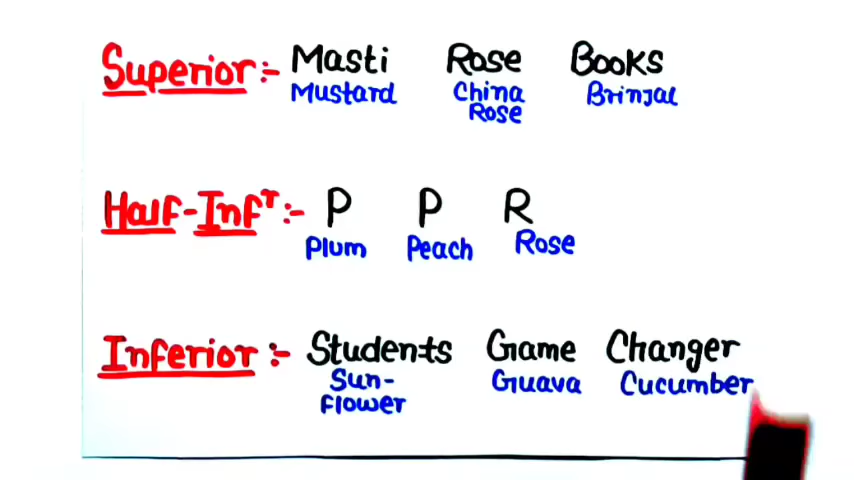 Superior :- Masti Rose Books
Mustard China Rose Brinjal
Half-Infr :- P P R
Plum Peach Rose
Inferior :- Students Game Changer
Sun-flower Guava Cucumber